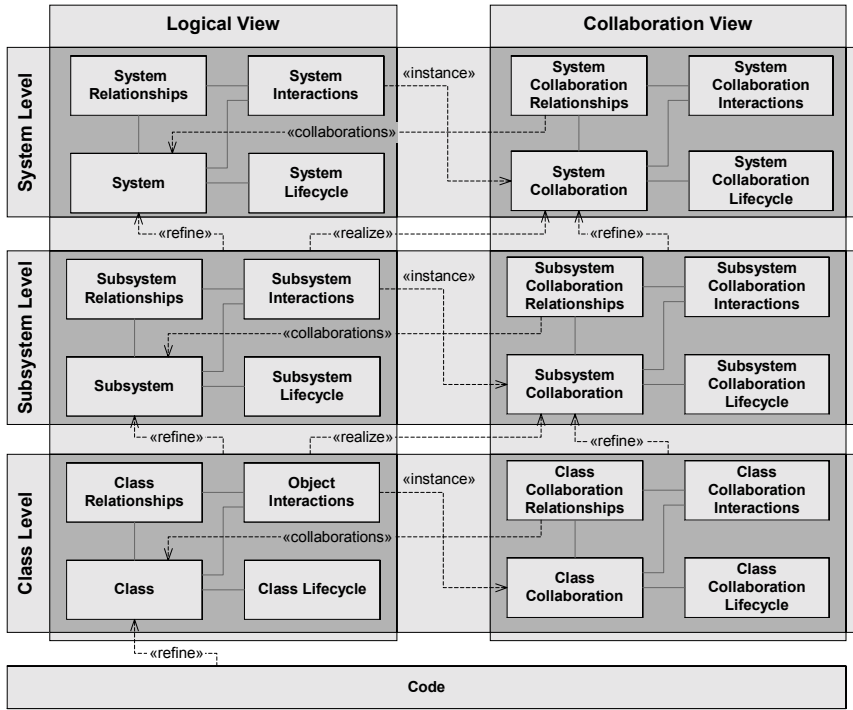 Logical View
Collaboration View
System Level
System
Relationships
System
Interactions
«instance»
System
Collaboration
Relationships
System
Collaboration
Interactions
«collaborations»
System
System
Lifecycle
System
Collaboration
System
Collaboration
Lifecycle
«refine»
«realize»
«refine»
Subsystem Level
Subsystem
Relationships
Subsystem
Interactions
«instance»
Subsystem
Collaboration
Relationships
Subsystem
Collaboration
Interactions
«collaborations»
Subsystem
Subsystem
Lifecycle
Subsystem
Collaboration
Subsystem
Collaboration
Lifecycle
«refine»
«realize»
«refine»
Class Level
Class
Relationships
Object
Interactions
«instance»
Class
Collaboration
Relationships
Class
Collaboration
Interactions
«collaborations»
Class
Class Lifecycle
Class
Collaboration
Class
Collaboration
Lifecycle
«refine»
Code